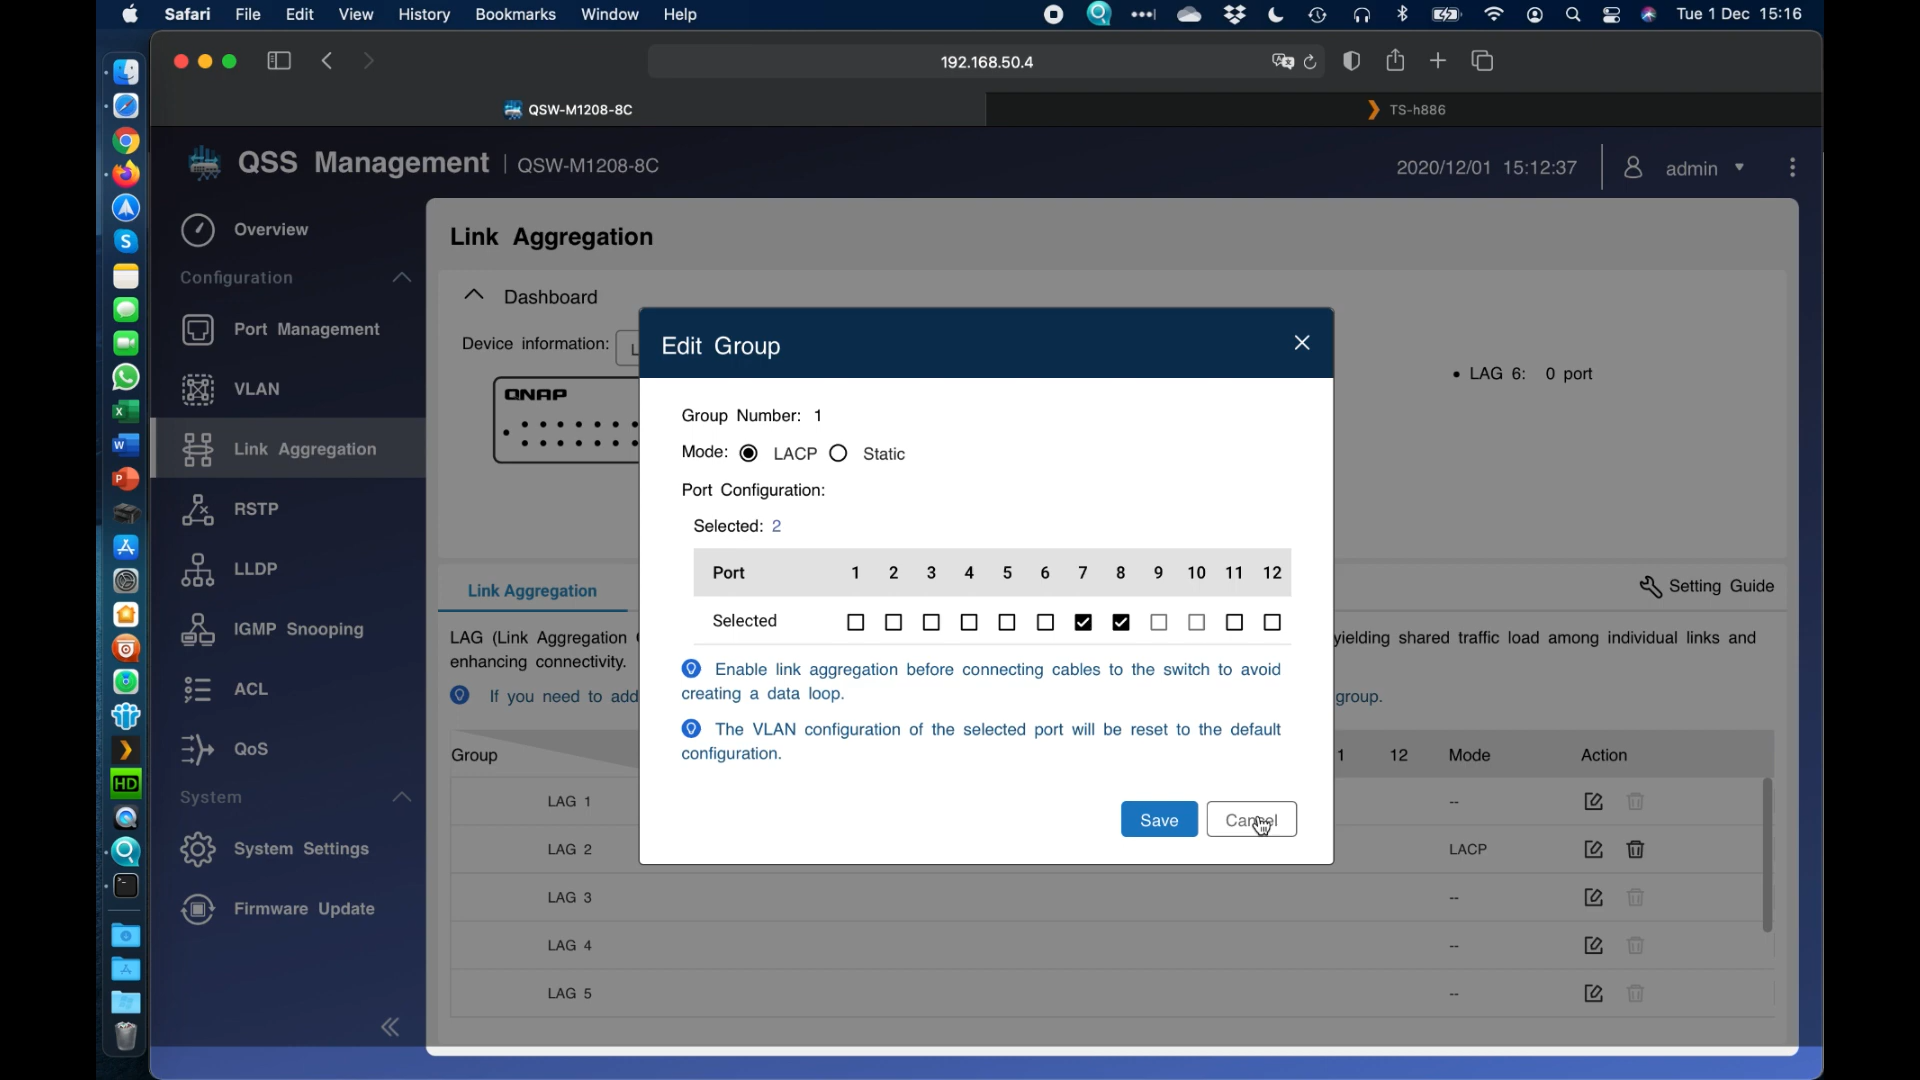 Safari File Edit View History Bookmarks Window Help Tue 1 Dec 15:16
192.168.50.4
QSW-M1208-8C TS-h886
QSS Management | QSW-M1208-8C 2020/12/01 15:12:37 admin
Overview
Configuration
Port Management
VLAN
Link Aggregation
RSTP
LLDP
IGMP Snooping
ACL
QoS
System
System Settings
Firmware Update
Link Aggregation
Dashboard
Device information:
QNAP
• LAG 6: 0 port
Edit Group
Group Number: 1
Mode: LACP Static
Port Configuration:
Selected: 2
Port 1 2 3 4 5 6 7 8 9 10 11 12
Selected
Enable link aggregation before connecting cables to the switch to avoid
creating a data loop.
The VLAN configuration of the selected port will be reset to the default
configuration.
Save Cancel
Link Aggregation Setting Guide
LAG (Link Aggregation yielding shared traffic load among individual links and
enhancing connectivity.
If you need to add group.
Group 1 12 Mode Action
LAG 1 --
LAG 2 LACP
LAG 3 --
LAG 4 --
LAG 5 --